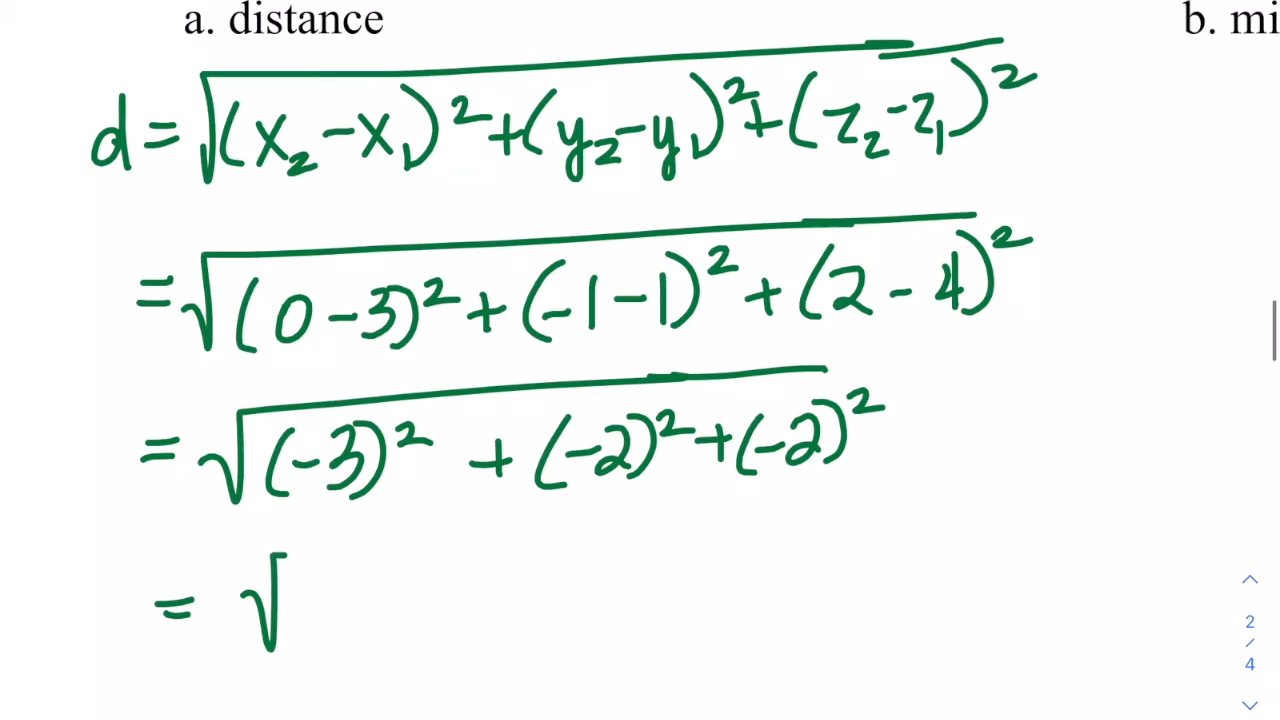 a. distance
b. mi
d = √(x₂ - x₁)² + (y₂ - y₁)² + (z₂ - z₁)²
= √(0 - 3)² + (-1 - 1)² + (2 - 4)²
= √(-3)² + (-2)² + (-2)²
= √
2
/
4